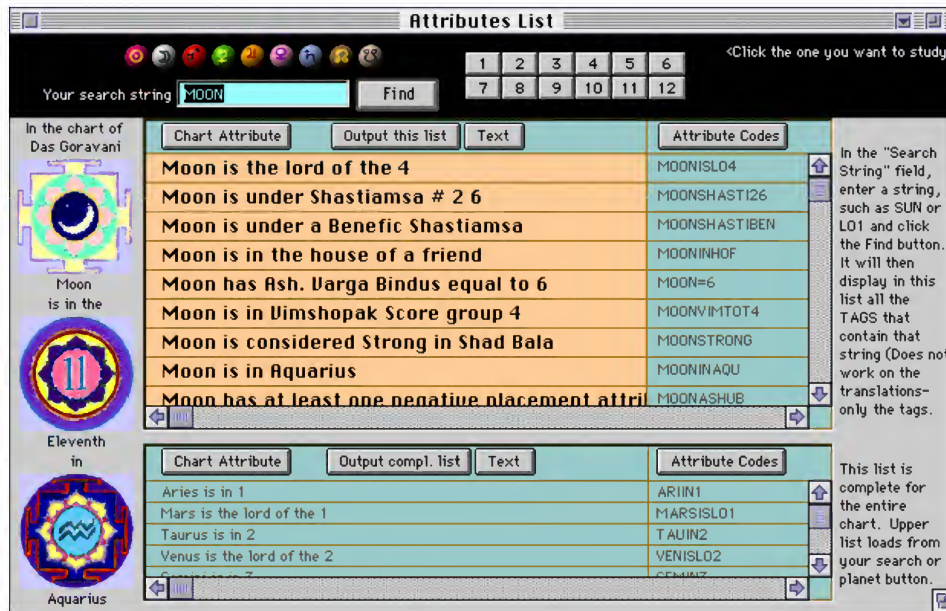 Attributes List
<Click the one you want to study
1 2 3 4 5 6
7 8 9 10 11 12
Your search string MOON Find
In the chart of
Das Goravani
Moon
is in the
11
Eleventh
in
Aquarius
Chart Attribute Output this list Text Attribute Codes
Moon is the lord of the 4 MOONISLO4
Moon is under Shastiamsa # 2 6 MOONSHASTI26
Moon is under a Benefic Shastiamsa MOONSHASTIBEN
Moon is in the house of a friend MOONINHOF
Moon has Ash. Varga Bindus equal to 6 MOON=6
Moon is in Vimshopak Score group 4 MOONVIMTOT4
Moon is considered Strong in Shad Bala MOONSTRONG
Moon is in Aquarius MOONINAQU
Moon has at least one negative placement attril MOONASHUB
Chart Attribute Output compl. list Text Attribute Codes
Aries is in 1 ARIIN1
Mars is the lord of the 1 MARSISLO1
Taurus is in 2 TAUIN2
Venus is the lord of the 2 VENISLO2
In the "Search
String" field,
enter a string,
such as SUN or
LO1 and click
the Find button.
It will then
display in this
list all the
TAGS that
contain that
string (Does not
work on the
translations-
only the tags.
This list is
complete for
the entire
chart. Upper
list loads from
your search or
planet button.